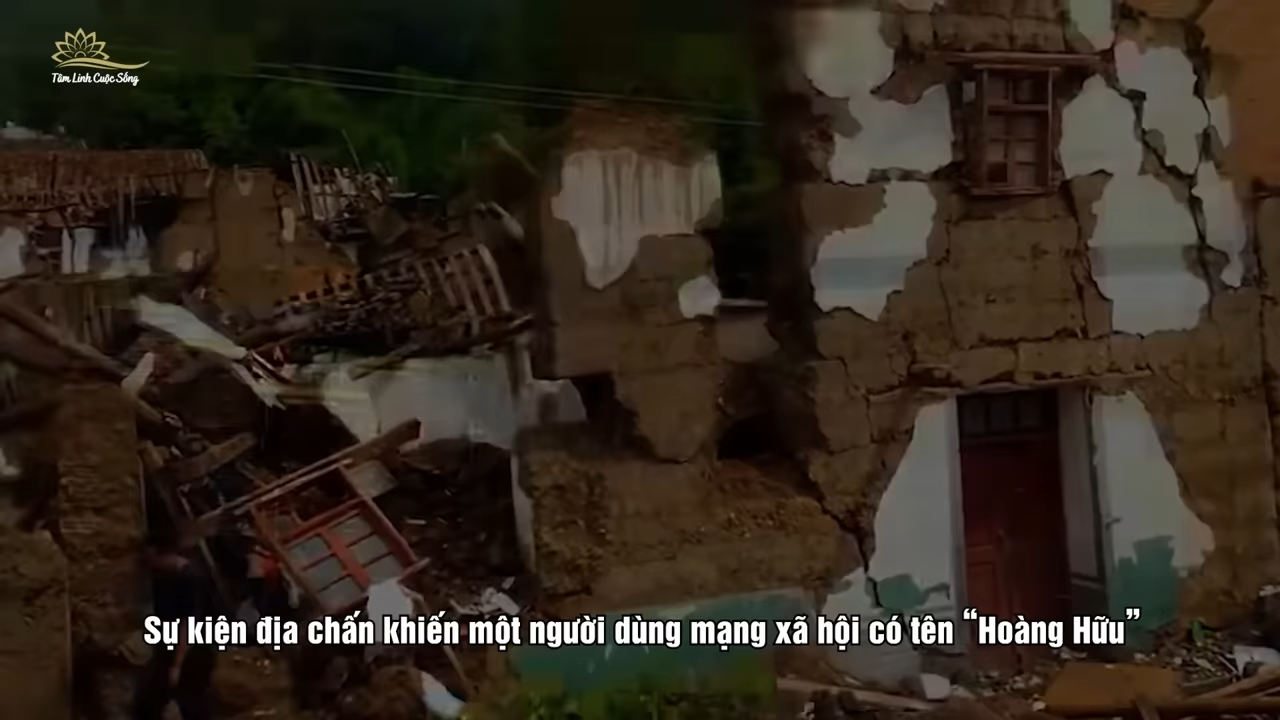 Tâm Linh Cuộc Sống
Sự kiện địa chấn khiến một người dùng mạng xã hội có tên “Hoàng Hữu”